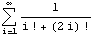 ∞
∑ 1 / (i ! + (2 i) !)
i=1